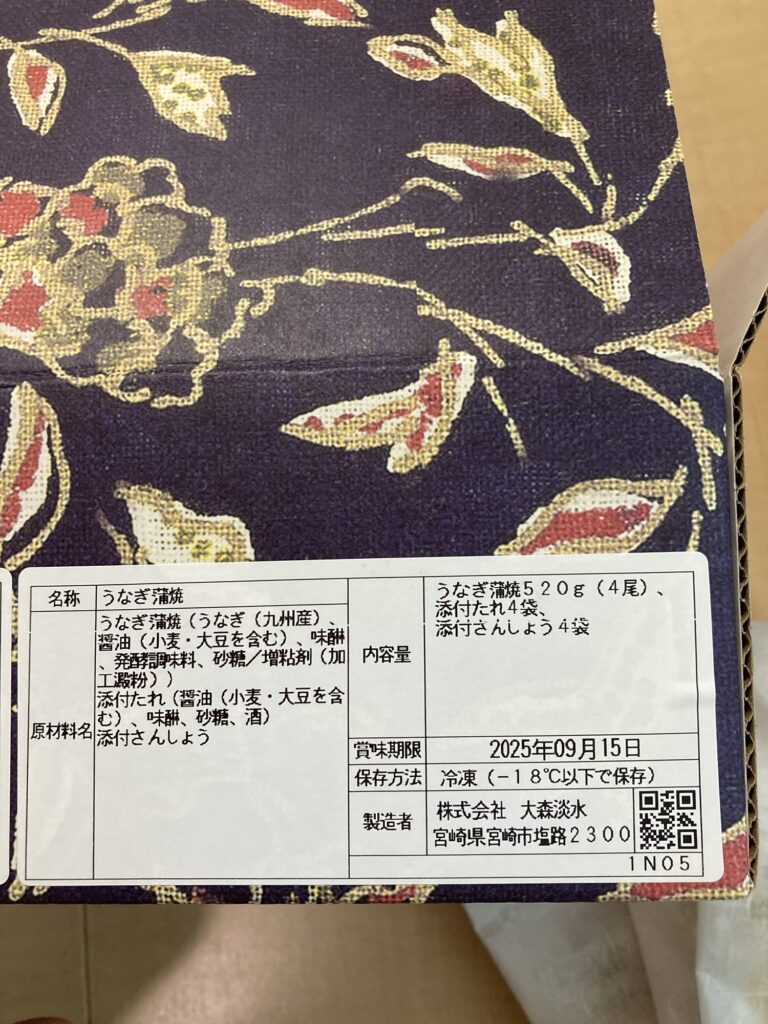 名称
うなぎ蒲焼
原材料名
うなぎ蒲焼（うなぎ（九州産）、
醤油（小麦・大豆を含む）、味醂
、発酵調味料、砂糖／増粘剤（加
工澱粉））
添付たれ（醤油（小麦・大豆を含
む）、味醂、砂糖、酒）
添付さんしょう
内容量
うなぎ蒲焼５２０ｇ（４尾）、
添付たれ４袋、
添付さんしょう４袋
賞味期限
2025年09月15日
保存方法
冷凍（－１８℃以下で保存）
製造者
株式会社　大森淡水
宮崎県宮崎市塩路２３００
１Ｎ０５